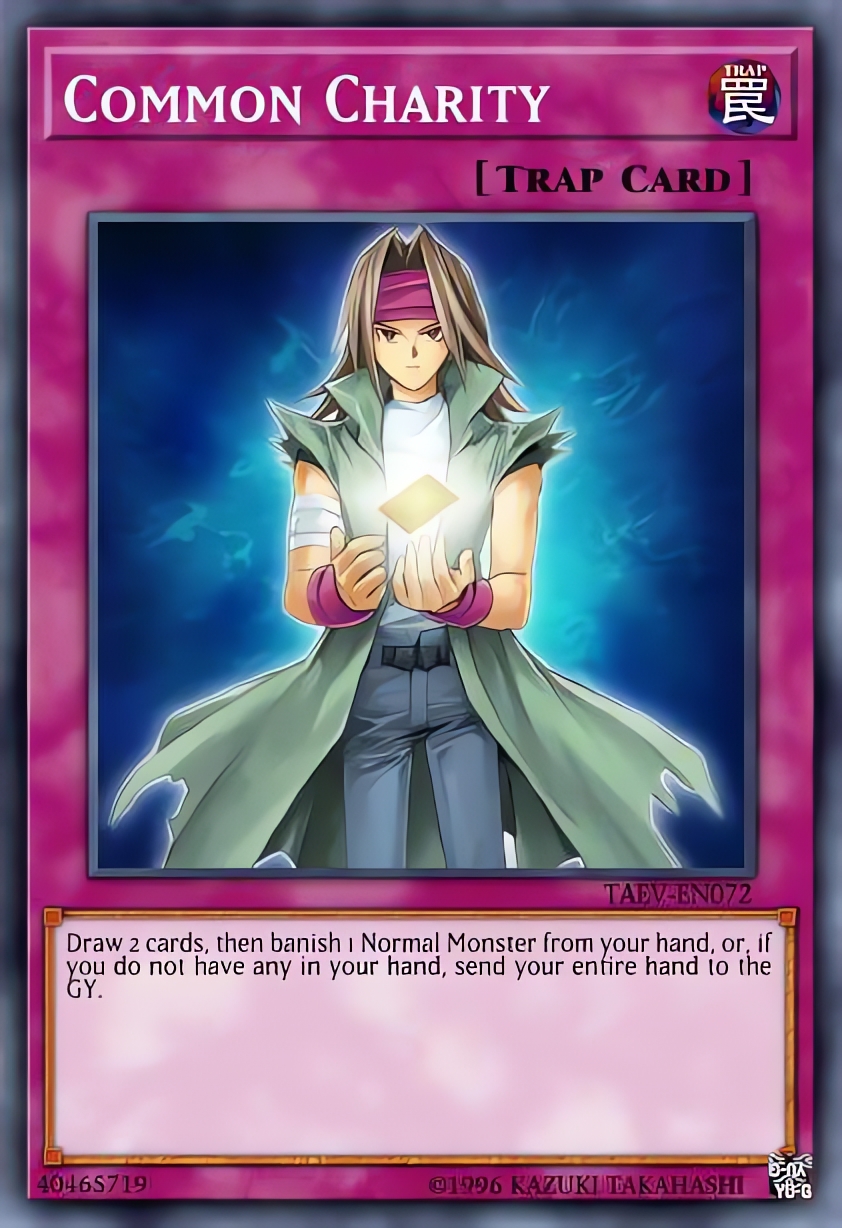 COMMON CHARITY
TRAP
罠
[TRAP CARD]
TAEV-EN072
Draw 2 cards, then banish 1 Normal Monster from your hand, or, if
you do not have any in your hand, send your entire hand to the
GY.
4046S719
©1996 KAZUKI TAKAHASHI